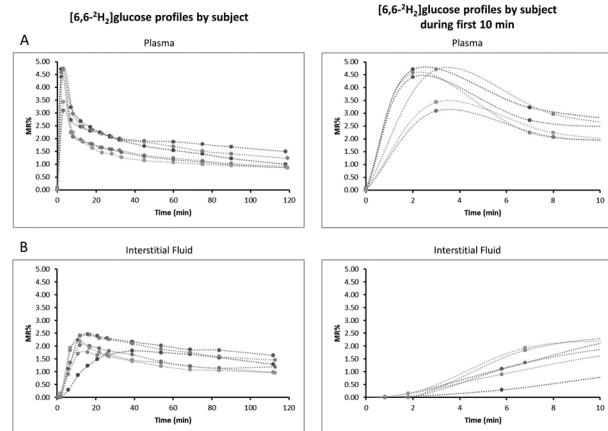 [6,6-²H₂]glucose profiles by subject
[6,6-²H₂]glucose profiles by subject
during first 10 min
A
Plasma
Plasma
5.00
4.50
4.00
3.50
3.00
2.50
2.00
1.50
1.00
0.50
0.00
MR%
0 20 40 60 80 100 120
Time (min)
5.00
4.50
4.00
3.50
3.00
2.50
2.00
1.50
1.00
0.50
0.00
MR%
0 2 4 6 8 10
Time (min)
B
Interstitial Fluid
Interstitial Fluid
5.00
4.50
4.00
3.50
3.00
2.50
2.00
1.50
1.00
0.50
0.00
MR%
0 20 40 60 80 100 120
Time (min)
5.00
4.50
4.00
3.50
3.00
2.50
2.00
1.50
1.00
0.50
0.00
MR%
0 2 4 6 8 10
Time (min)